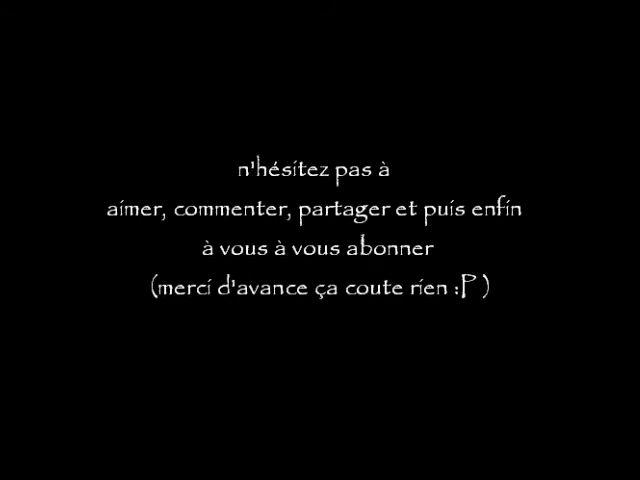 n'hésitez pas à
aimer, commenter, partager et puis enfin
à vous à vous abonner
(merci d'avance ça coute rien :P )